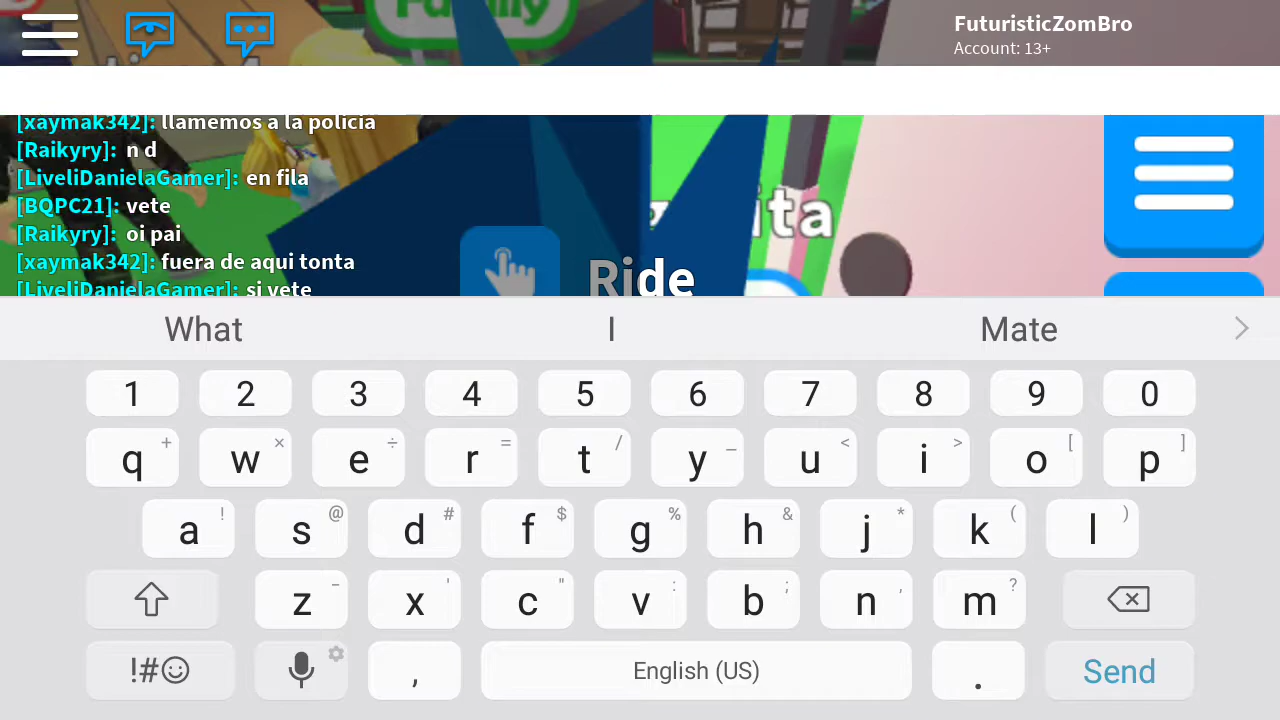 Family
FuturisticZomBro
Account: 13+
[xaymak342]: llamemos a la policia
[Raikyry]: n d
[LiveliDanielaGamer]: en fila
[BQPC21]: vete
[Raikyry]: oi pai
[xaymak342]: fuera de aqui tonta
[LiveliDanielaGamer]: si vete
Ride
What I Mate
1 2 3 4 5 6 7 8 9 0
q + w × e ÷ r = t / y _ u < i > o [ p ]
a ! s @ d # f $ g % h & j * k ( l )
z - x ' c " v : b ; n , m ?
!#☺ , English (US) . Send